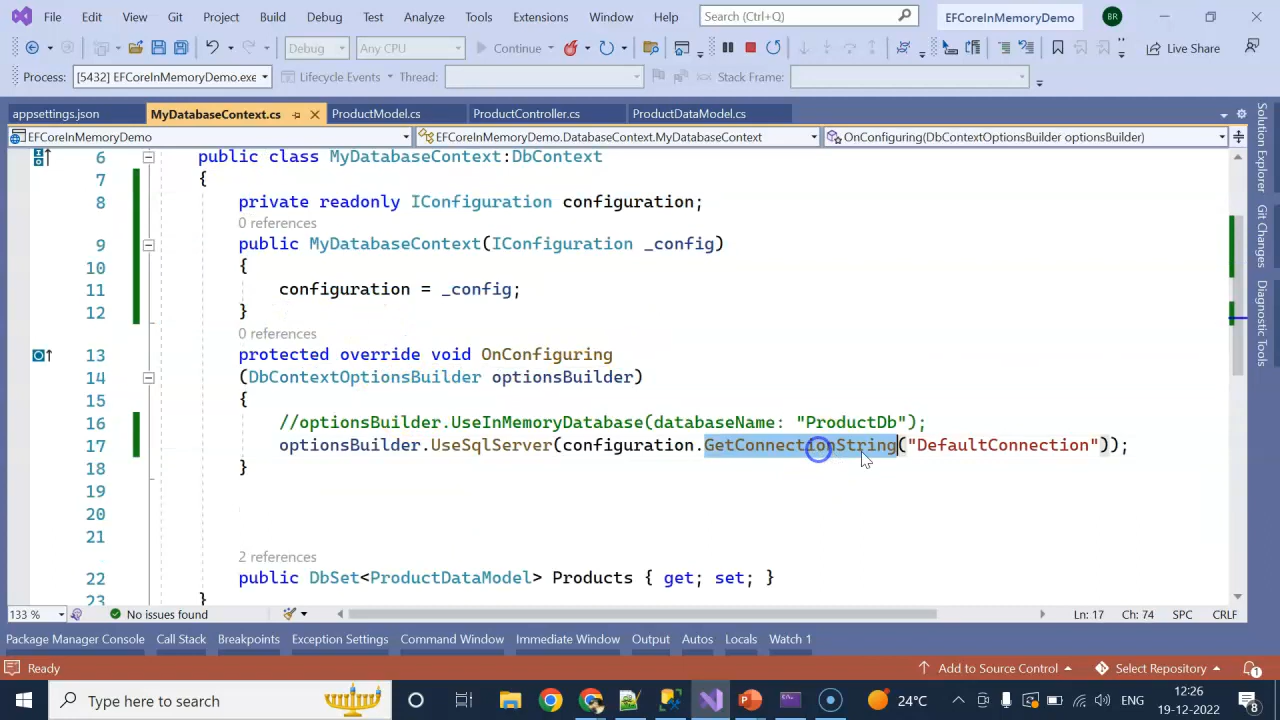 File Edit View Git Project Build Debug Test Analyze Tools Extensions Window Help Search (Ctrl+Q) EFCoreInMemoryDemo BR
Debug Any CPU Continue Live Share
Process: [5432] EFCoreInMemoryDemo.exe Lifecycle Events Thread: Stack Frame:
appsettings.json MyDatabaseContext.cs ProductModel.cs ProductController.cs ProductDataModel.cs
EFCoreInMemoryDemo EFCoreInMemoryDemo.DatabaseContext.MyDatabaseContext OnConfiguring(DbContextOptionsBuilder optionsBuilder)
6 public class MyDatabaseContext:DbContext
7 {
8 private readonly IConfiguration configuration;
0 references
9 public MyDatabaseContext(IConfiguration _config)
10 {
11 configuration = _config;
12 }
0 references
13 protected override void OnConfiguring
14 (DbContextOptionsBuilder optionsBuilder)
15 {
16 //optionsBuilder.UseInMemoryDatabase(databaseName: "ProductDb");
17 optionsBuilder.UseSqlServer(configuration.GetConnectionString("DefaultConnection"));
18 }
19
20
21
2 references
22 public DbSet<ProductDataModel> Products { get; set; }
23 }
Solution Explorer
Git Changes
Diagnostic Tools
133 % No issues found Ln: 17 Ch: 74 SPC CRLF
Package Manager Console Call Stack Breakpoints Exception Settings Command Window Immediate Window Output Autos Locals Watch 1
Ready Add to Source Control Select Repository 1
Type here to search 24°C ENG 12:26
19-12-2022 8